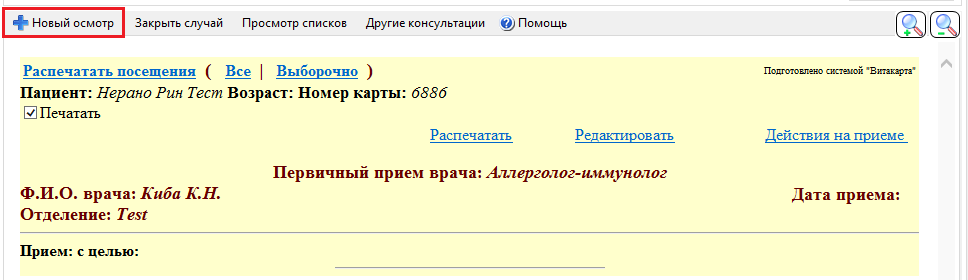 Новый осмотр Закрыть случай Просмотр списков Другие консультации Помощь
Распечатать посещения ( Все | Выборочно ) Подготовлено системой "Витакарта"
Пациент: Нерано Рин Тест Возраст: Номер карты: 6886
Печатать
Распечатать Редактировать Действия на приеме
Первичный прием врача: Аллерголог-иммунолог
Ф.И.О. врача: Киба К.Н. Дата приема:
Отделение: Test
Прием: с целью: